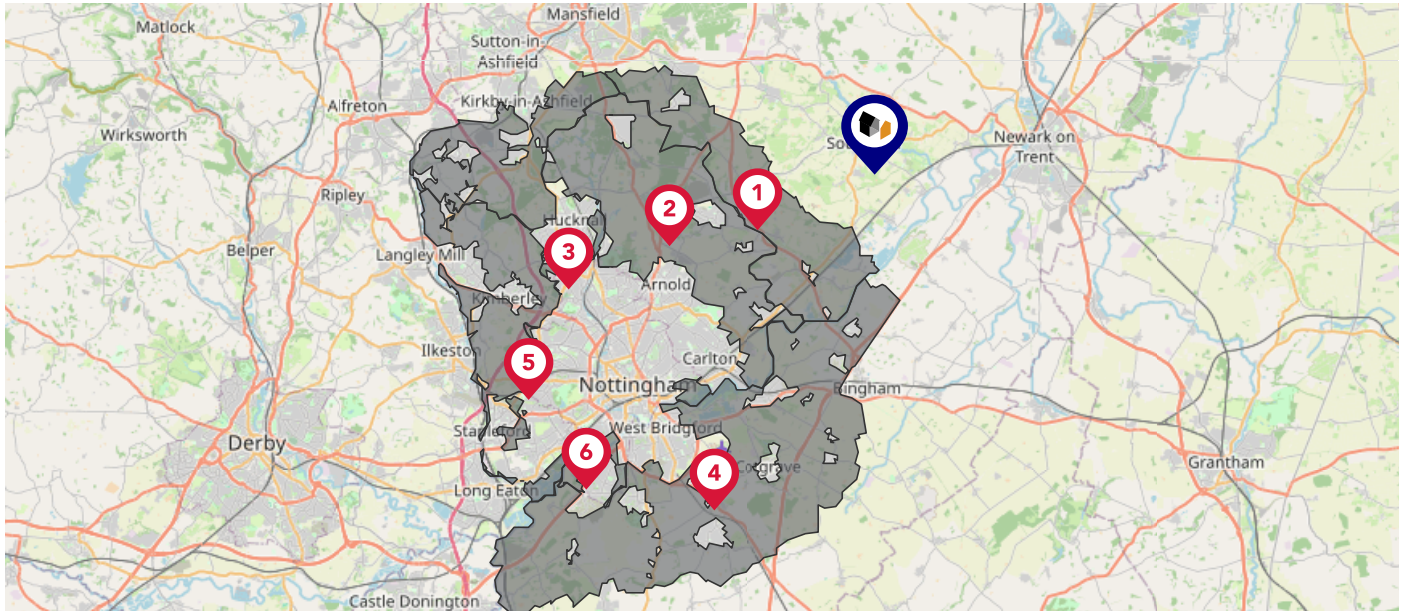 Matlock
Mansfield
Sutton-in-
Ashfield
Alfreton
Kirkby-in-Ashfield
Wirksworth
Newark on
Trent
So
Ripley
1
2
Hucknal
3
Belper
Langley Mill
Arnold
Kimberley
Ilkeston
5
Carlton
Nottingham
Bingham
Derby
Stapleford
West Bridgford
6
4
Cotgrave
Grantham
Long Eaton
Castle Donington